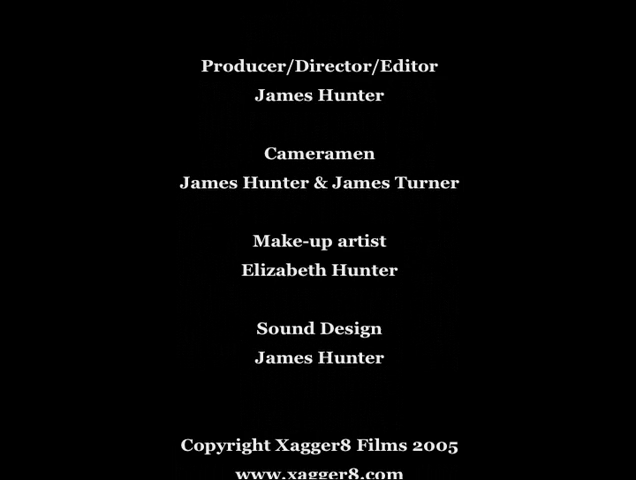 Producer/Director/Editor
James Hunter
Cameramen
James Hunter & James Turner
Make-up artist
Elizabeth Hunter
Sound Design
James Hunter
Copyright Xagger8 Films 2005
www.xagger8.com